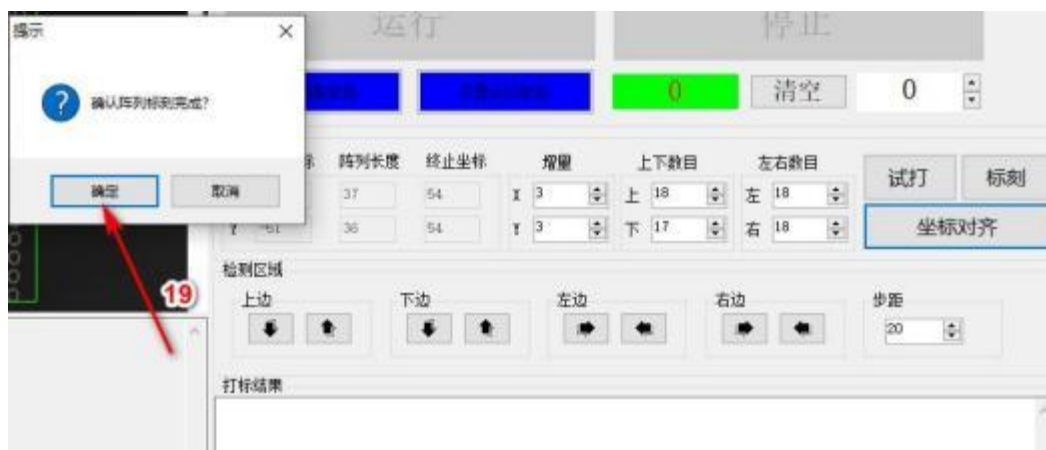 提示
确认阵列标刻完成?
确定 取消
19
运行 停止
0 清空 0
阵列长度 终止坐标 增量 上下数目 左右数目
37 54 X 3 上 18 左 18 试打 标刻
Y -51 36 54 Y 3 下 17 右 18 坐标对齐
检测区域
上边 下边 左边 右边 步距
20
打标结果